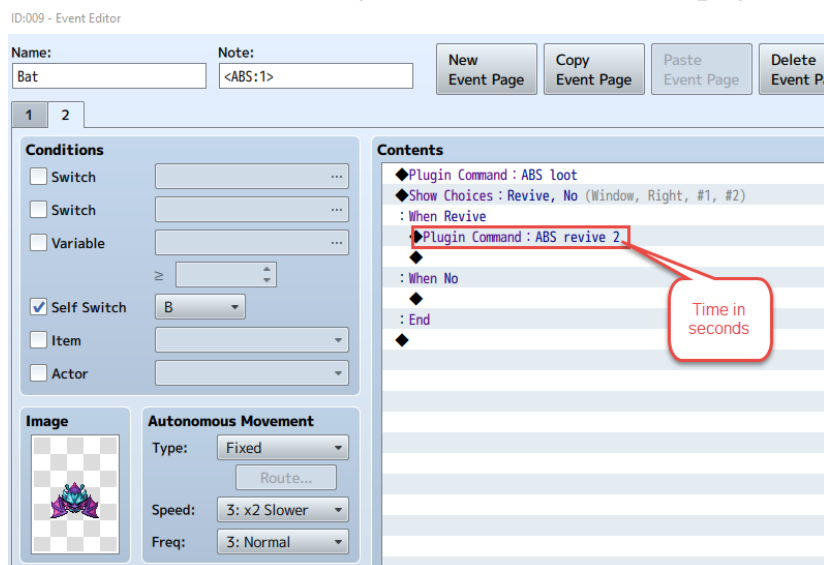 ID:009 - Event Editor
Name:
Note:
Bat
<ABS:1>
New
Event Page
Copy
Event Page
Paste
Event Page
Delete
Event P
1 2
Conditions
Switch ...
Switch ...
Variable ...
≥
Self Switch B
Item
Actor
Image
Autonomous Movement
Type: Fixed
Route...
Speed: 3: x2 Slower
Freq: 3: Normal
Contents
◆Plugin Command : ABS loot
◆Show Choices : Revive, No (Window, Right, #1, #2)
: When Revive
◆Plugin Command : ABS revive 2
◆
: When No
◆
: End
◆
Time in
seconds